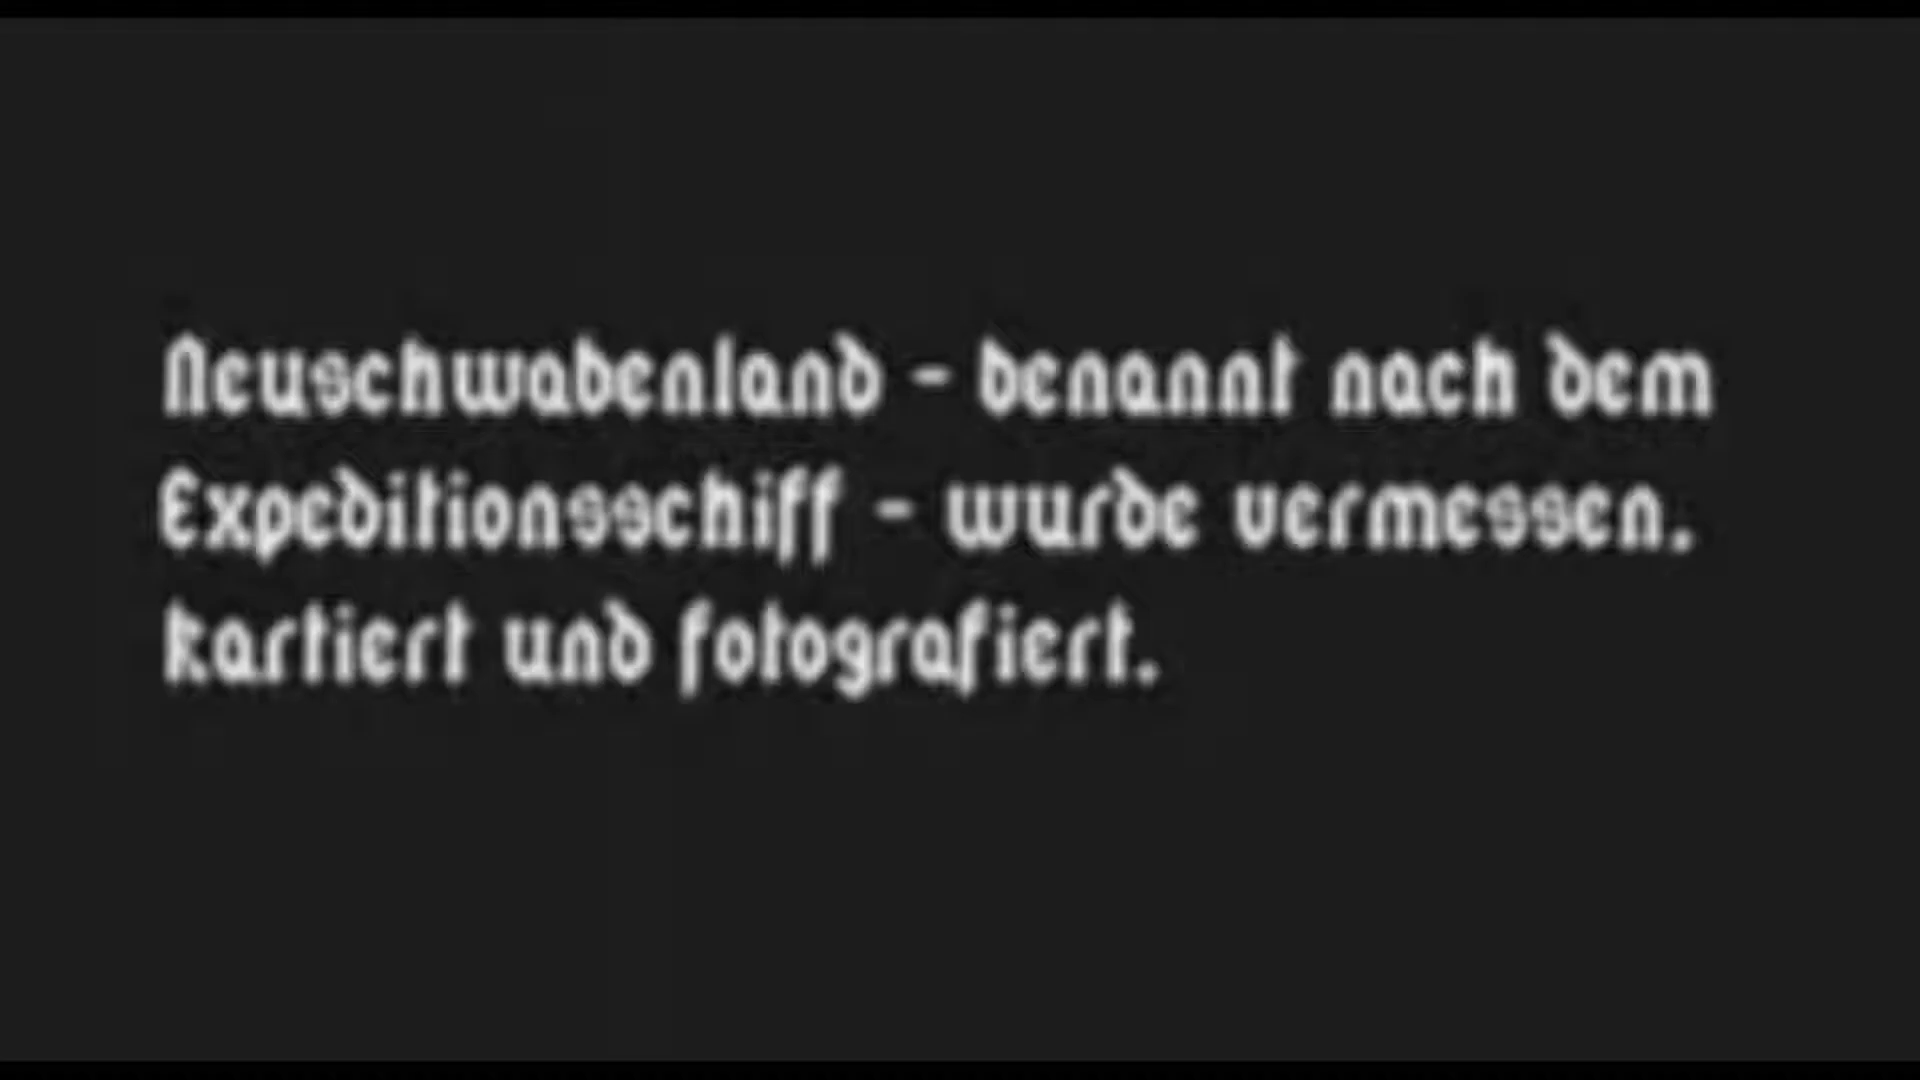 Neuschwabenland - benannt nach dem
Expeditionsschiff - wurde vermessen.
kartiert und fotografiert.